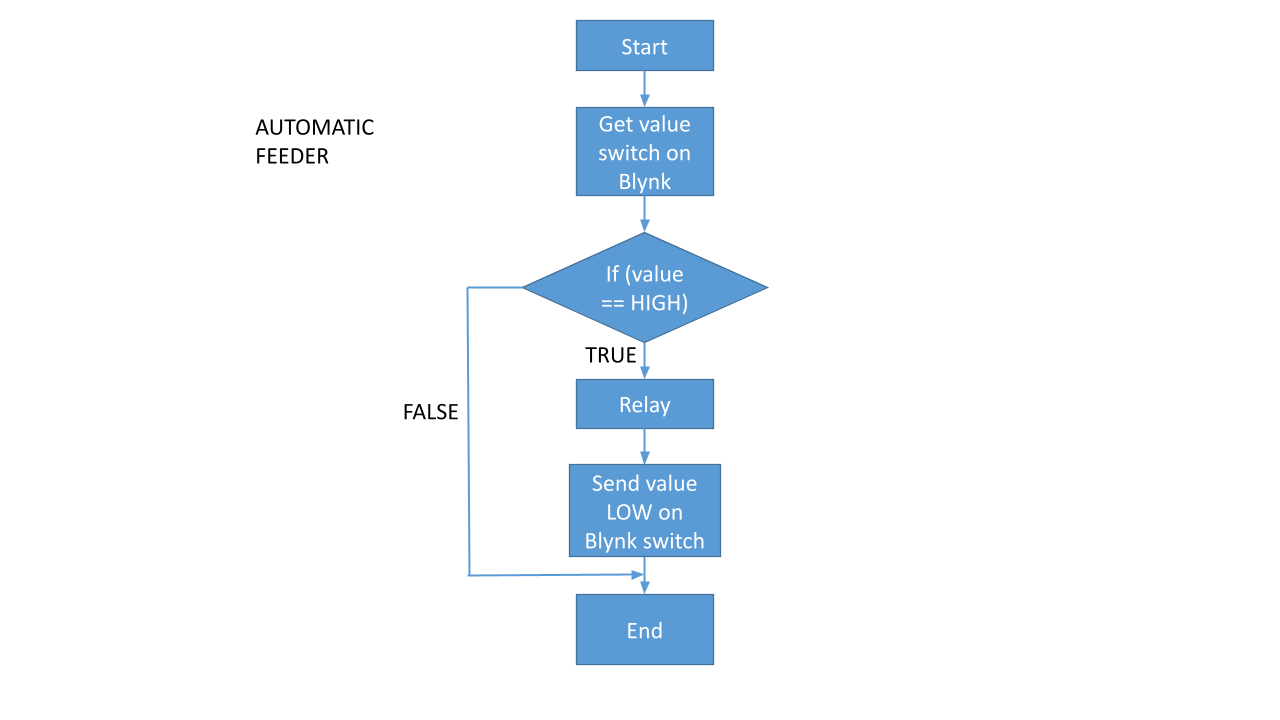 Start
AUTOMATIC
FEEDER
Get value
switch on
Blynk
If (value
== HIGH)
TRUE
Relay
FALSE
Send value
LOW on
Blynk switch
End